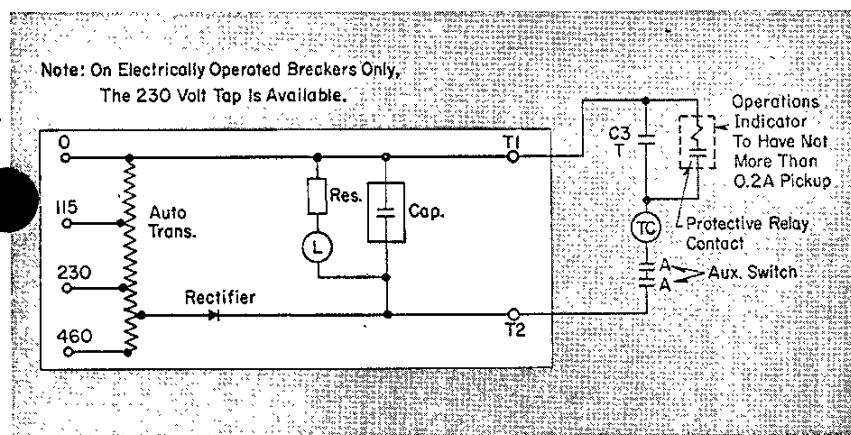 Note: On Electrically Operated Breakers Only,
The 230 Volt Tap Is Available.
0
115
230
460
Auto
Trans.
Rectifier
Res.
L
Cap.
T1
T2
C3
T
TC
A
A
Aux. Switch
Operations
Indicator
To Have Not
More Than
0.2A Pickup
Protective Relay
Contact